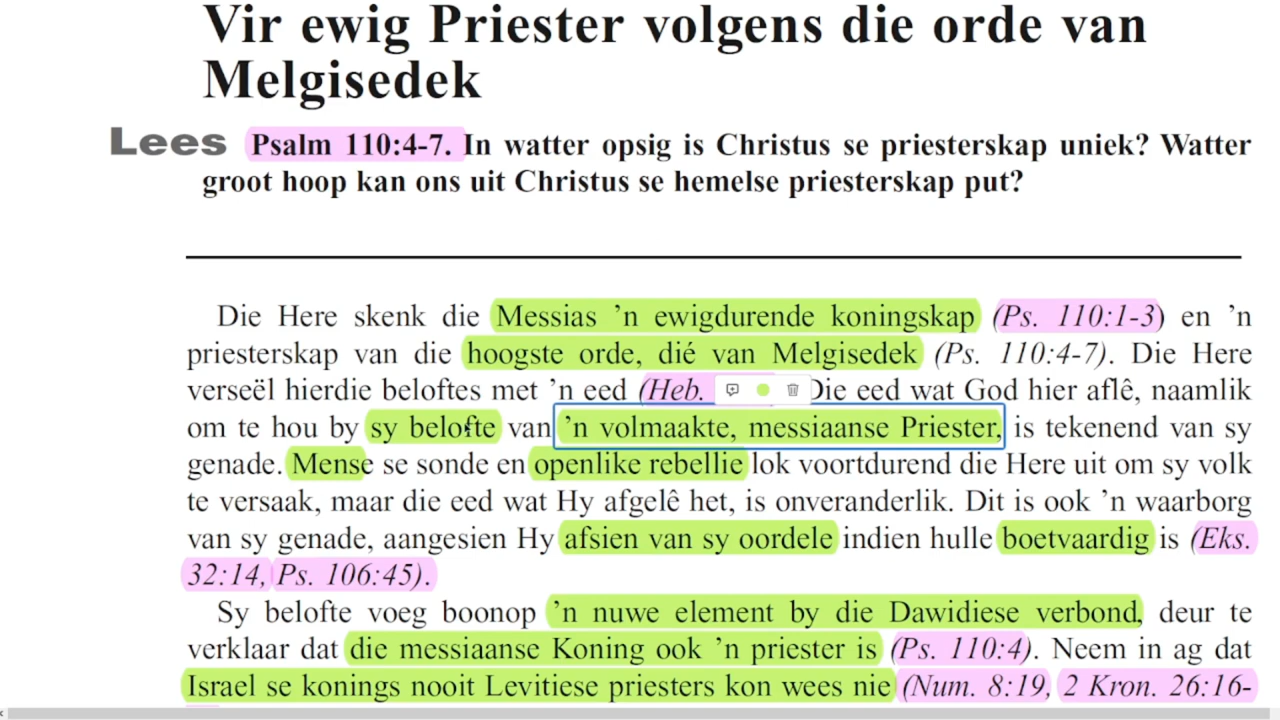 Vir ewig Priester volgens die orde van
Melgisedek
Lees Psalm 110:4-7. In watter opsig is Christus se priesterskap uniek? Watter
groot hoop kan ons uit Christus se hemelse priesterskap put?
Die Here skenk die Messias ’n ewigdurende koningskap (Ps. 110:1-3) en ’n
priesterskap van die hoogste orde, dié van Melgisedek (Ps. 110:4-7). Die Here
verseël hierdie beloftes met ’n eed (Heb. Die eed wat God hier aflê, naamlik
om te hou by sy belofte van ’n volmaakte, messiaanse Priester, is tekenend van sy
genade. Mense se sonde en openlike rebellie lok voortdurend die Here uit om sy volk
te versaak, maar die eed wat Hy afgelê het, is onveranderlik. Dit is ook ’n waarborg
van sy genade, aangesien Hy afsien van sy oordele indien hulle boetvaardig is (Eks.
32:14, Ps. 106:45).
Sy belofte voeg boonop ’n nuwe element by die Dawidiese verbond, deur te
verklaar dat die messiaanse Koning ook ’n priester is (Ps. 110:4). Neem in ag dat
Israel se konings nooit Levitiese priesters kon wees nie (Num. 8:19, 2 Kron. 26:16-